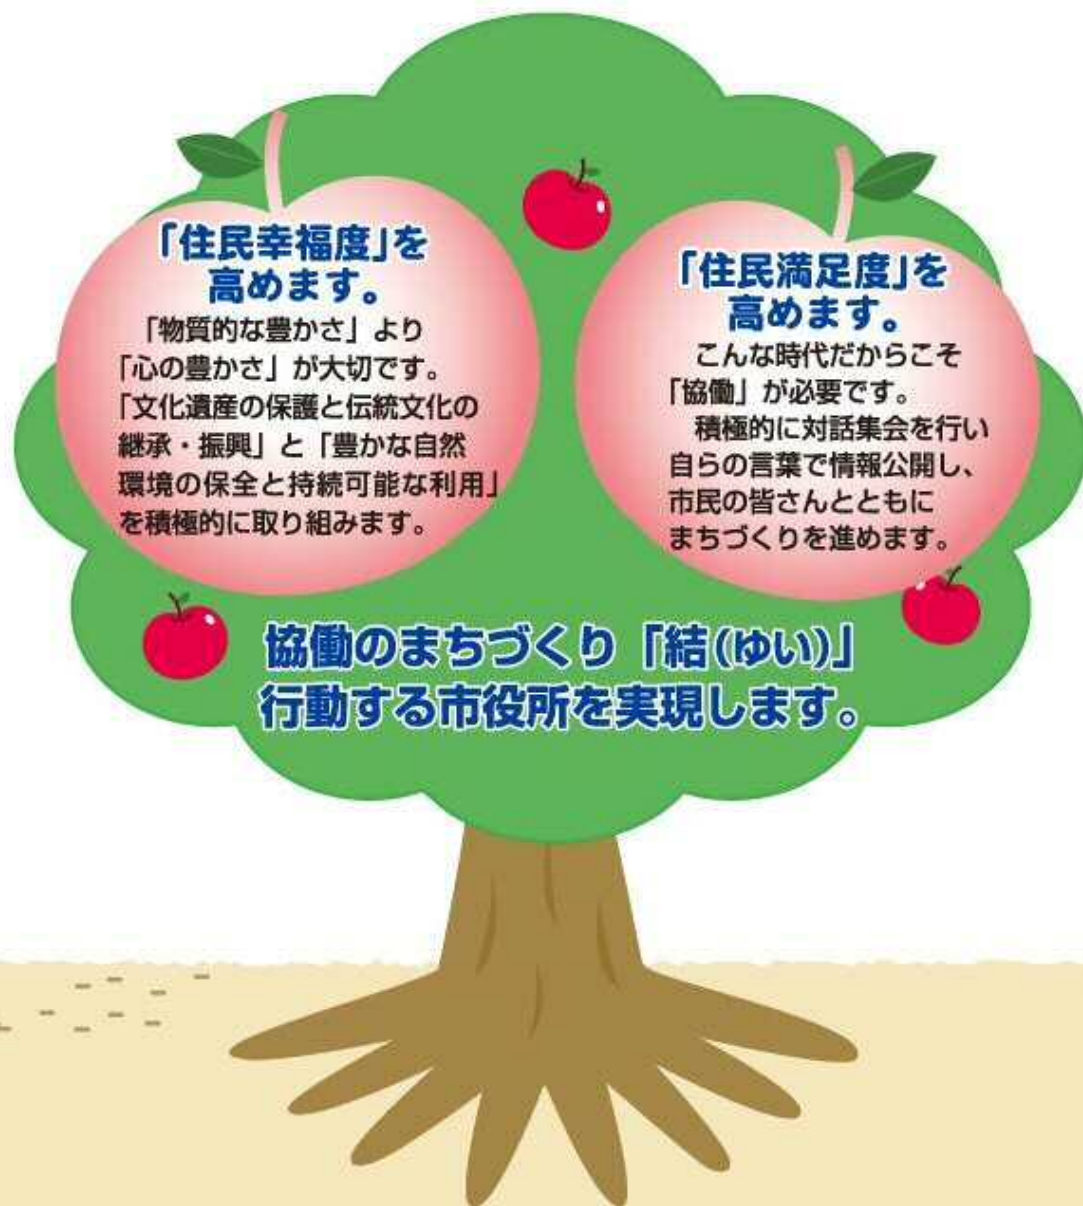 「住民幸福度」を
高めます。
「物質的な豊かさ」より
「心の豊かさ」が大切です。
「文化遺産の保護と伝統文化の
継承・振興」と「豊かな自然
環境の保全と持続可能な利用」
を積極的に取り組みます。
「住民満足度」を
高めます。
こんな時代だからこそ
「協働」が必要です。
積極的に対話集会を行い
自らの言葉で情報公開し、
市民の皆さんとともに
まちづくりを進めます。
協働のまちづくり「結(ゆい)」
行動する市役所を実現します。